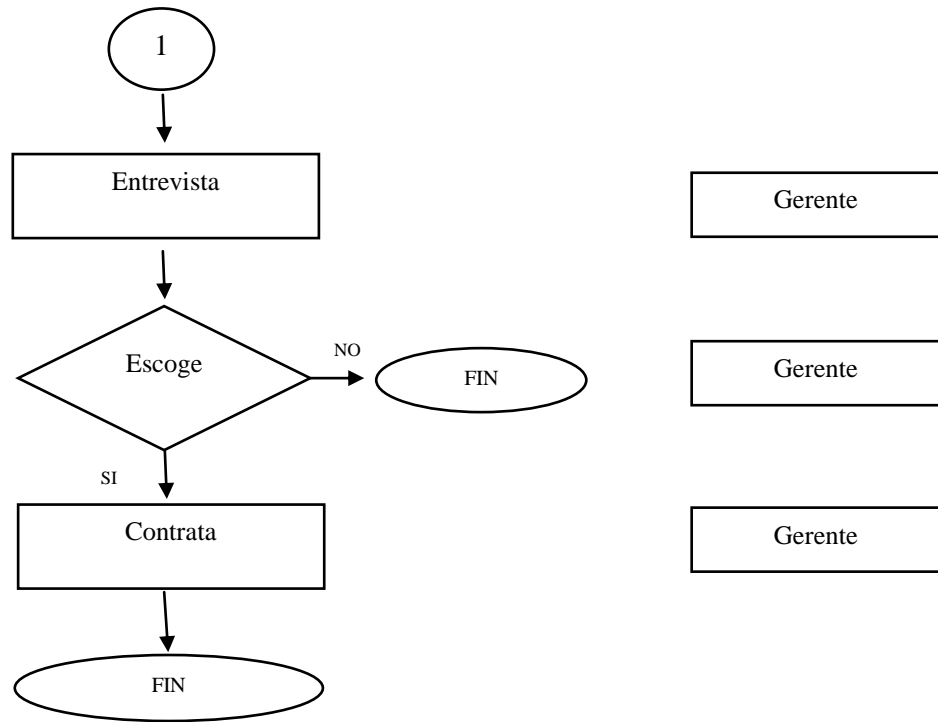 1
Entrevista
Gerente
Escoge
NO
FIN
Gerente
SI
Contrata
Gerente
FIN